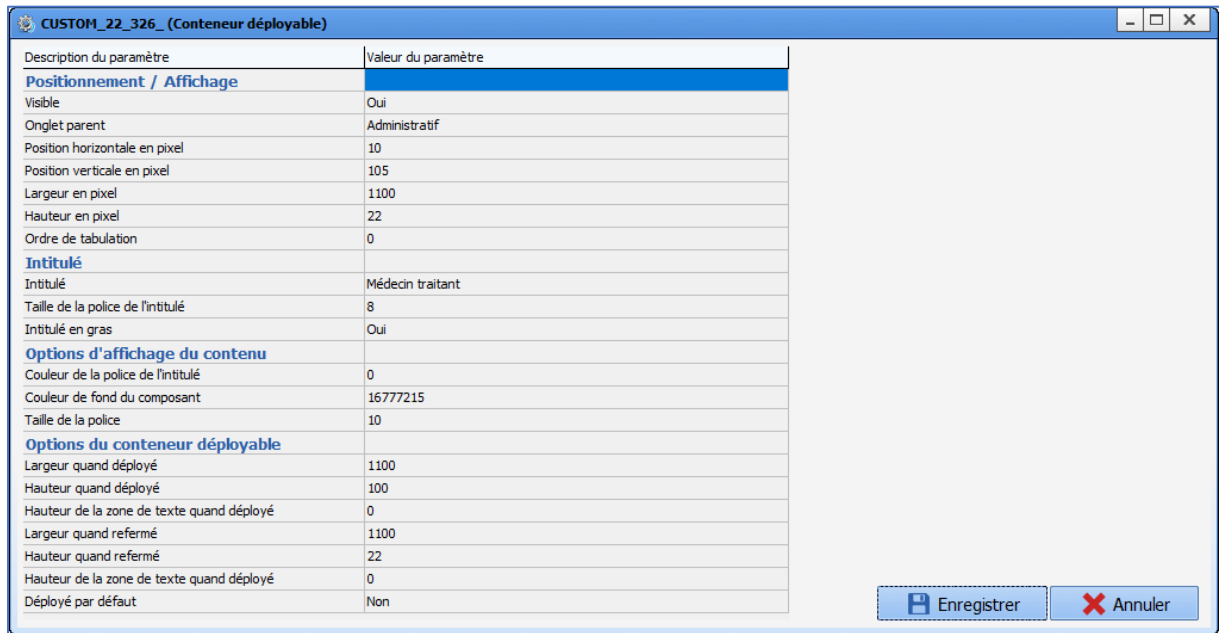 CUSTOM_22_326_ (Conteneur déployable)
Description du paramètre Valeur du paramètre
Positionnement / Affichage
Visible Oui
Onglet parent Administratif
Position horizontale en pixel 10
Position verticale en pixel 105
Largeur en pixel 1100
Hauteur en pixel 22
Ordre de tabulation 0
Intitulé
Intitulé Médecin traitant
Taille de la police de l'intitulé 8
Intitulé en gras Oui
Options d'affichage du contenu
Couleur de la police de l'intitulé 0
Couleur de fond du composant 16777215
Taille de la police 10
Options du conteneur déployable
Largeur quand déployé 1100
Hauteur quand déployé 100
Hauteur de la zone de texte quand déployé 0
Largeur quand refermé 1100
Hauteur quand refermé 22
Hauteur de la zone de texte quand déployé 0
Déployé par défaut Non
Enregistrer Annuler